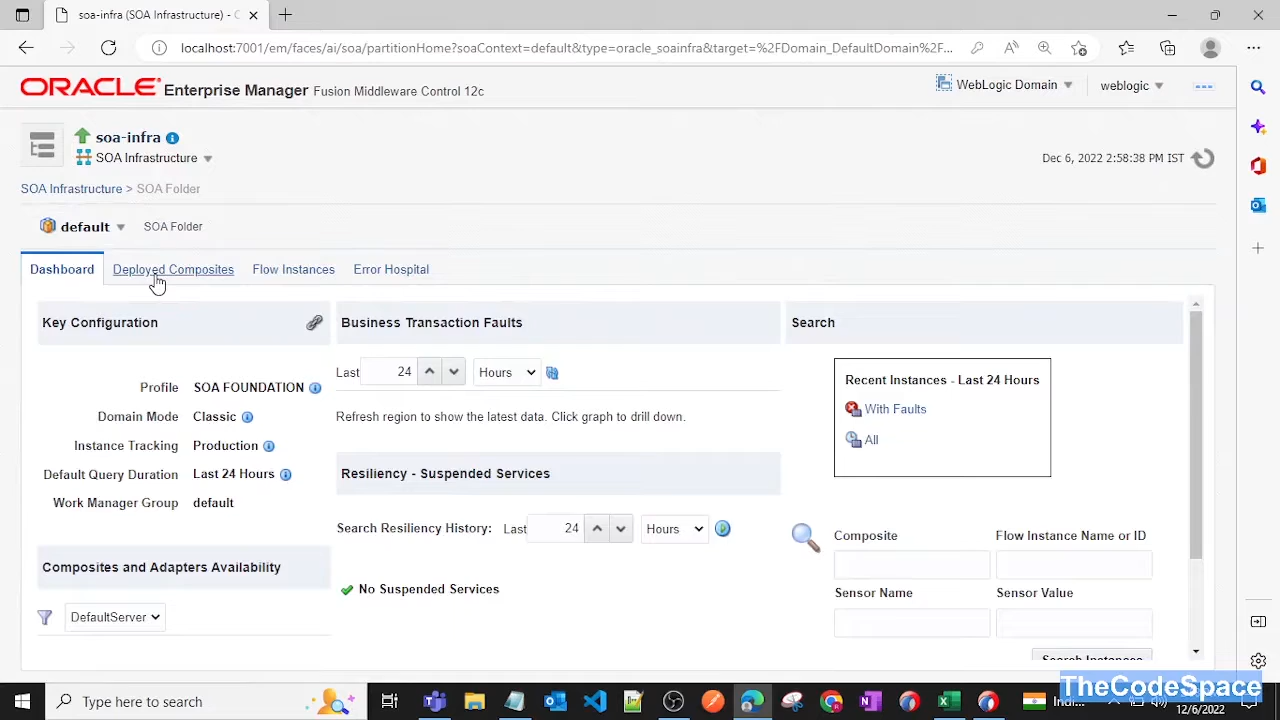 soa-infra (SOA Infrastructure) - C
localhost:7001/em/faces/ai/soa/partitionHome?soaContext=default&type=oracle_soainfra&target=%2FDomain_DefaultDomain%2F...
ORACLE Enterprise Manager Fusion Middleware Control 12c
WebLogic Domain
weblogic
soa-infra
SOA Infrastructure
Dec 6, 2022 2:58:38 PM IST
SOA Infrastructure > SOA Folder
default SOA Folder
Dashboard Deployed Composites Flow Instances Error Hospital
Key Configuration
Profile SOA FOUNDATION
Domain Mode Classic
Instance Tracking Production
Default Query Duration Last 24 Hours
Work Manager Group default
Composites and Adapters Availability
DefaultServer
Business Transaction Faults
Last 24 Hours
Refresh region to show the latest data. Click graph to drill down.
Resiliency - Suspended Services
Search Resiliency History: Last 24 Hours
No Suspended Services
Search
Recent Instances - Last 24 Hours
With Faults
All
Composite Flow Instance Name or ID
Sensor Name Sensor Value
Search Instances
Type here to search
TheCodeSpace
12/6/2022